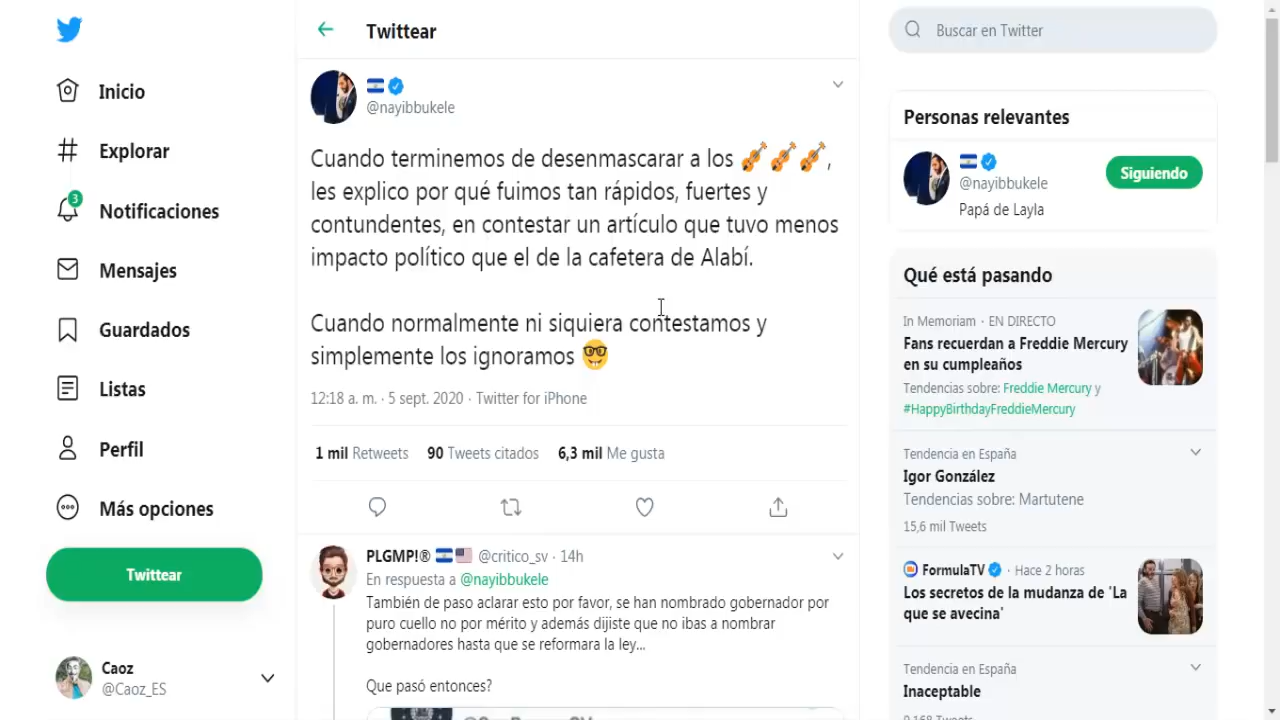 Inicio
Explorar
3
Notificaciones
Mensajes
Guardados
Listas
Perfil
Más opciones
Twittear
Caoz
@Caoz_ES
Twittear
@nayibbukele
Cuando terminemos de desenmascarar a los 🎻🎻🎻,
les explico por qué fuimos tan rápidos, fuertes y
contundentes, en contestar un artículo que tuvo menos
impacto político que el de la cafetera de Alabí.
Cuando normalmente ni siquiera contestamos y
simplemente los ignoramos 🤓
12:18 a. m. · 5 sept. 2020 · Twitter for iPhone
1 mil Retweets 90 Tweets citados 6,3 mil Me gusta
PLGMP!® 🇸🇻🇺🇸 @critico_sv · 14h
En respuesta a @nayibbukele
También de paso aclarar esto por favor, se han nombrado gobernador por
puro cuello no por mérito y además dijiste que no ibas a nombrar
gobernadores hasta que se reformara la ley...
Que pasó entonces?
Buscar en Twitter
Personas relevantes
@nayibbukele
Siguiendo
Papá de Layla
Qué está pasando
In Memoriam · EN DIRECTO
Fans recuerdan a Freddie Mercury
en su cumpleaños
Tendencias sobre: Freddie Mercury y
#HappyBirthdayFreddieMercury
Tendencia en España
Igor González
Tendencias sobre: Martutene
15,6 mil Tweets
FormulaTV · Hace 2 horas
Los secretos de la mudanza de 'La
que se avecina'
Tendencia en España
Inaceptable
9.168 Tweets